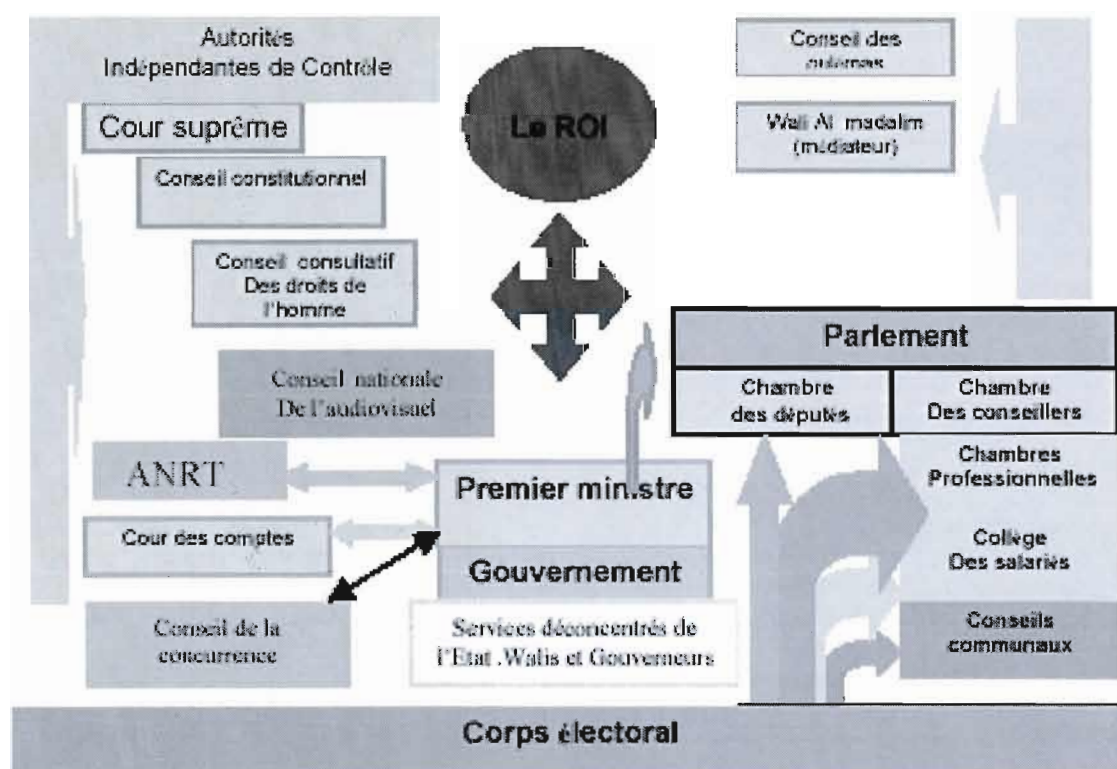 Autorités
Indépendantes de Contrôle
Cour suprême
Conseil constitutionnel
Conseil consultatif
Des droits de
l'homme
Conseil nationale
De l'audiovisuel
ANRT
Cour des comptes
Conseil de la
concurrence
Le ROI
Conseil des
oulémas
Wali Al madalim
(médiateur)
Parlement
Chambre
des députés
Chambre
Des conseillers
Chambres
Professionnelles
Collège
Des salariés
Conseils
communaux
Premier ministre
Gouvernement
Services déconcentrés de
l'Etat .Walis et Gouverneurs
Corps électoral